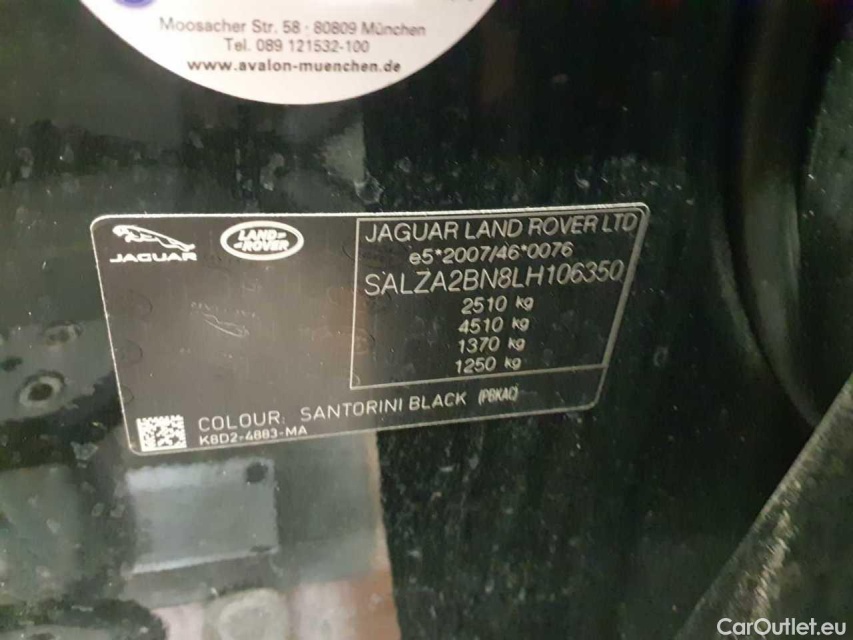 Moosacher Str. 58 · 80809 München
Tel. 089 121532-100
www.avalon-muenchen.de
JAGUAR
LAND
ROVER
JAGUAR LAND ROVER LTD
e5*2007/46*0076
SALZA2BN8LH106350
2510 kg
4510 kg
1370 kg
1250 kg
COLOUR: SANTORINI BLACK (PBKAC)
K8D2-4883-MA
CarOutlet.eu